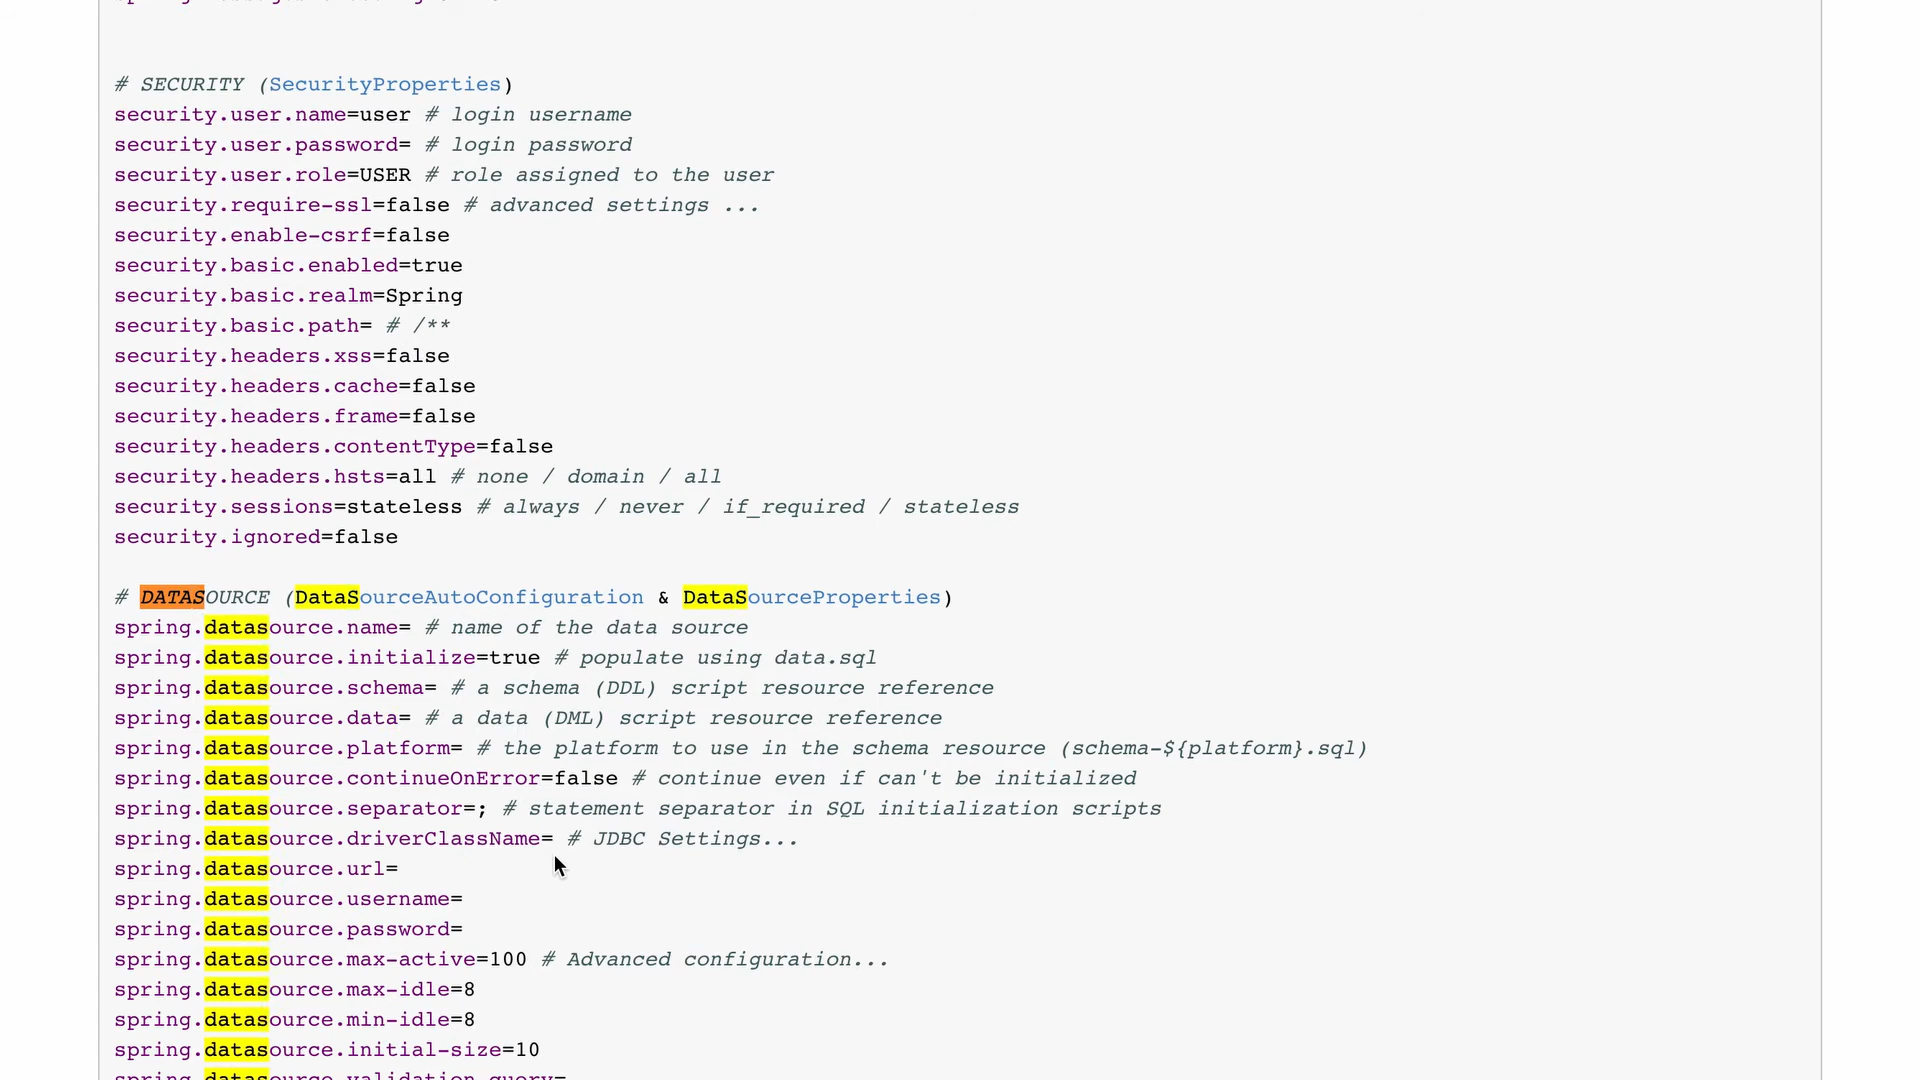 # SECURITY (SecurityProperties)
security.user.name=user # login username
security.user.password= # login password
security.user.role=USER # role assigned to the user
security.require-ssl=false # advanced settings ...
security.enable-csrf=false
security.basic.enabled=true
security.basic.realm=Spring
security.basic.path= # /**
security.headers.xss=false
security.headers.cache=false
security.headers.frame=false
security.headers.contentType=false
security.headers.hsts=all # none / domain / all
security.sessions=stateless # always / never / if_required / stateless
security.ignored=false
# DATASOURCE (DataSourceAutoConfiguration & DataSourceProperties)
spring.datasource.name= # name of the data source
spring.datasource.initialize=true # populate using data.sql
spring.datasource.schema= # a schema (DDL) script resource reference
spring.datasource.data= # a data (DML) script resource reference
spring.datasource.platform= # the platform to use in the schema resource (schema-${platform}.sql)
spring.datasource.continueOnError=false # continue even if can't be initialized
spring.datasource.separator=; # statement separator in SQL initialization scripts
spring.datasource.driverClassName= # JDBC Settings...
spring.datasource.url=
spring.datasource.username=
spring.datasource.password=
spring.datasource.max-active=100 # Advanced configuration...
spring.datasource.max-idle=8
spring.datasource.min-idle=8
spring.datasource.initial-size=10
spring.datasource.validation-query=